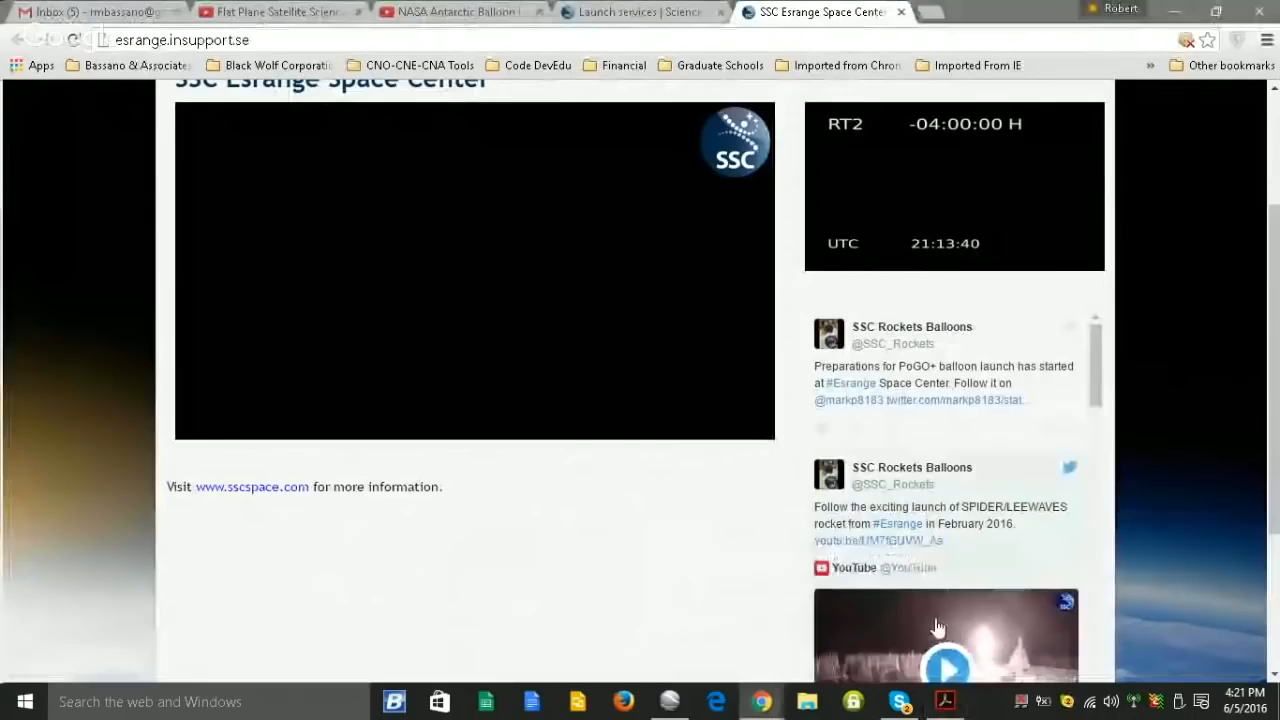 Inbox (5) - rmbassano@
Flat Plane Satellite Scien
NASA Antarctic Balloon
Launch services | Science
SSC Esrange Space Cente
Robert
esrange.insupport.se
Apps
Bassano & Associates
Black Wolf Corporati
CNO-CNE-CNA Tools
Code DevEdu
Financial
Graduate Schools
Imported from Chron
Imported From IE
»
Other bookmarks
SSC Esrange Space Center
SSC
RT2 -04:00:00 H
UTC 21:13:40
SSC Rockets Balloons
@SSC_Rockets
Preparations for PoGO+ balloon launch has started
at #Esrange Space Center. Follow it on
@markp8183 twitter.com/markp8183/stat...
SSC Rockets Balloons
@SSC_Rockets
Follow the exciting launch of SPIDER/LEEWAVES
rocket from #Esrange in February 2016.
YouTube @YouTube
Visit www.sscspace.com for more information.
Search the web and Windows
4:21 PM
6/5/2016